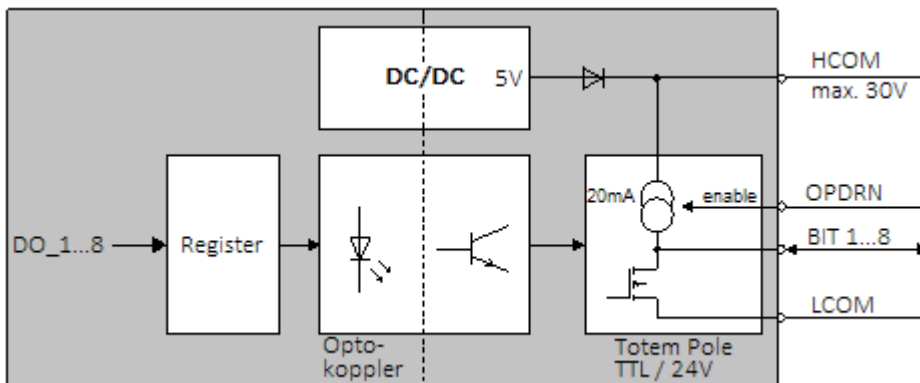 DC/DC
5V
HCOM
max. 30V
20mA
enable
OPDRN
DO_1...8
Register
BIT 1...8
LCOM
Opto-
koppler
Totem Pole
TTL / 24V